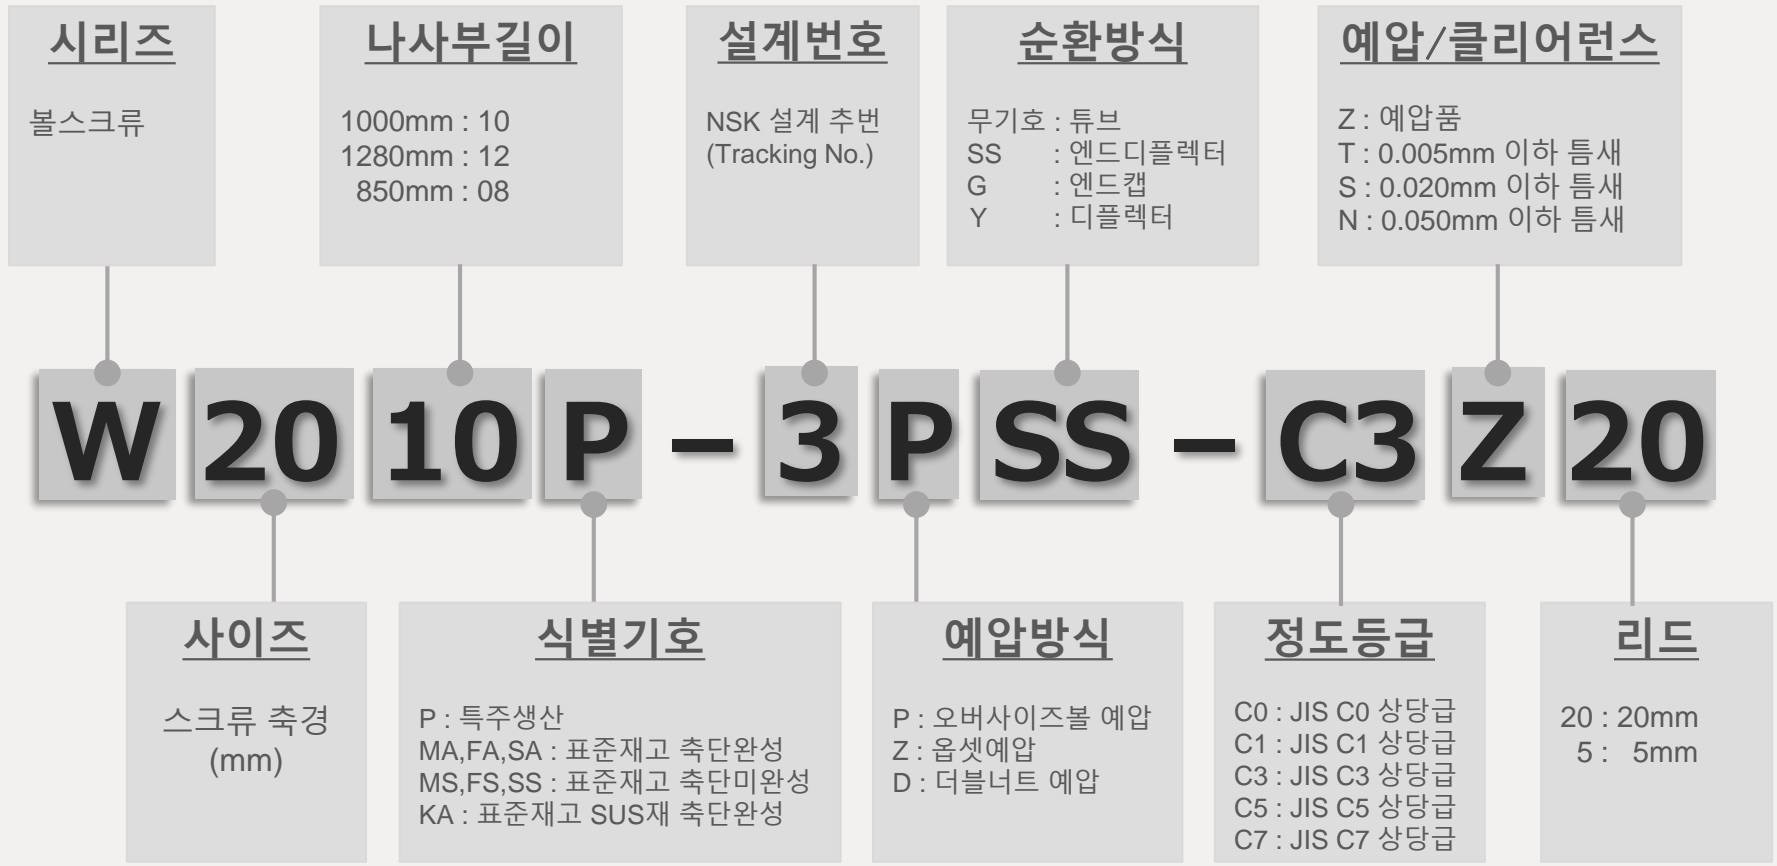 시리즈
볼스크류
나사부길이
1000mm : 10
1280mm : 12
850mm : 08
설계번호
NSK 설계 추번
(Tracking No.)
순환방식
무기호 : 튜브
SS : 엔드디플렉터
G : 엔드캡
Y : 디플렉터
예압/클리어런스
Z : 예압품
T : 0.005mm 이하 틈새
S : 0.020mm 이하 틈새
N : 0.050mm 이하 틈새
W 20 10 P - 3 P SS - C3 Z 20
사이즈
스크류 축경
(mm)
식별기호
P : 특주생산
MA,FA,SA : 표준재고 축단완성
MS,FS,SS : 표준재고 축단미완성
KA : 표준재고 SUS재 축단완성
예압방식
P : 오버사이즈볼 예압
Z : 옵셋예압
D : 더블너트 예압
정도등급
C0 : JIS C0 상당급
C1 : JIS C1 상당급
C3 : JIS C3 상당급
C5 : JIS C5 상당급
C7 : JIS C7 상당급
리드
20 : 20mm
5 : 5mm